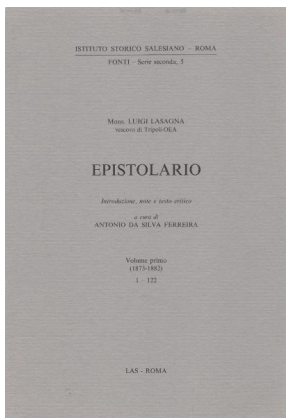 ISTITUTO STORICO SALESIANO – ROMA
FONTI – Serie seconda, 5
Mons. LUIGI LASAGNA
vescovo di Tripoli-OEA
EPISTOLARIO
Introduzione, note e testo critico
a cura di
ANTONIO DA SILVA FERREIRA
Volume primo
(1873-1882)
1 – 122
LAS - ROMA